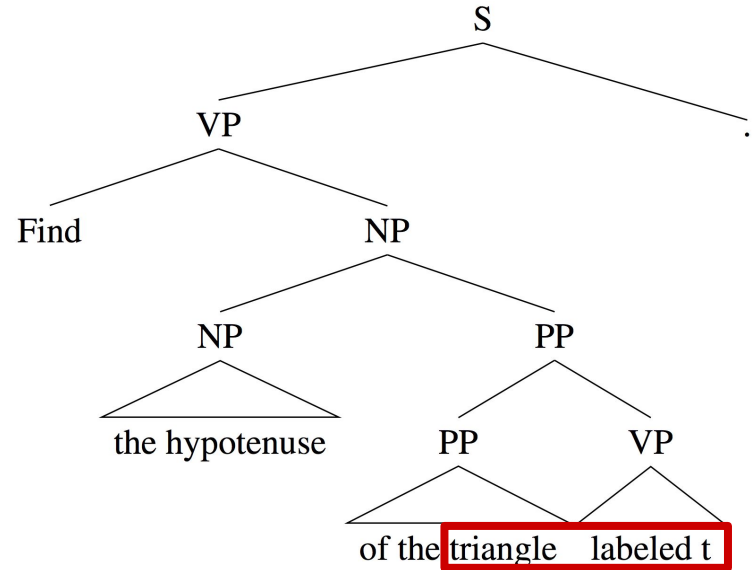 S
VP .
Find NP
NP PP
the hypotenuse PP VP
of the triangle labeled t